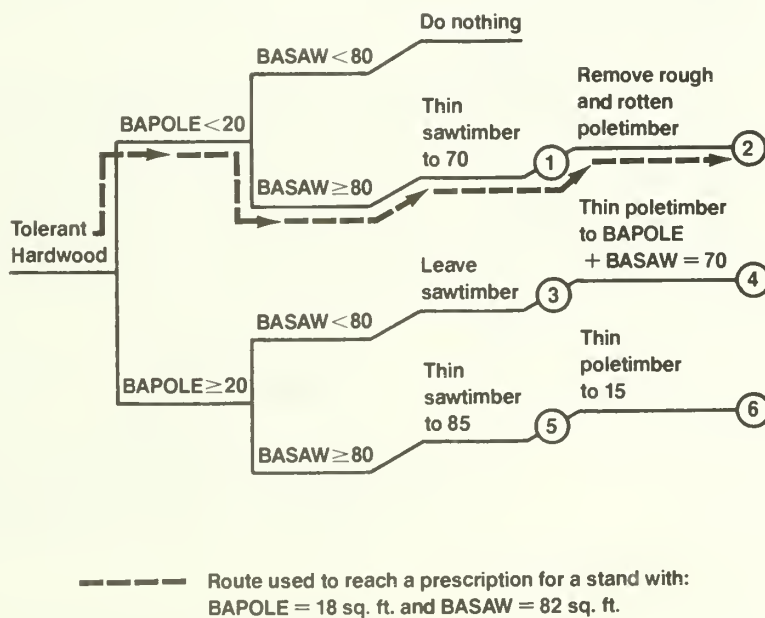 Do nothing
BASAW<80
Remove rough
and rotten
poletimber
Thin
sawtimber
to 70
BAPOLE<20
1
2
BASAW≥80
Tolerant
Hardwood
Thin poletimber
to BAPOLE
+ BASAW = 70
Leave
sawtimber
3
4
BASAW<80
Thin
poletimber
to 15
BAPOLE≥20
Thin
sawtimber
to 85
5
6
BASAW≥80
Route used to reach a prescription for a stand with:
BAPOLE = 18 sq. ft. and BASAW = 82 sq. ft.